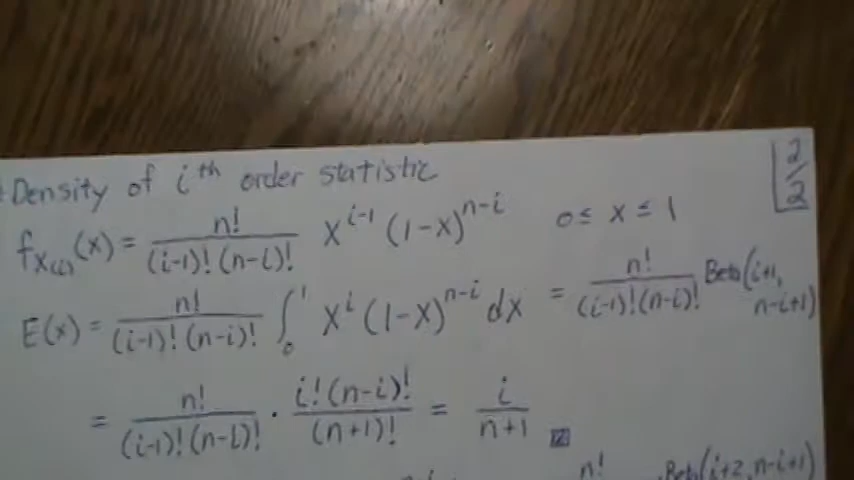 Density of i^th order statistic
2/2
f_X(i)(x) = n!/((i-1)!(n-i)!) x^(i-1) (1-x)^(n-i) 0 ≤ x ≤ 1
E(x) = n!/((i-1)!(n-i)!) ∫_0^1 x^i (1-x)^(n-i) dx = n!/((i-1)!(n-i)!) Beta(i+1, n-i+1)
= n!/((i-1)!(n-i)!) · i!(n-i)!/(n+1)! = i/(n+1)
n! Beta(i+2, n-i+1)